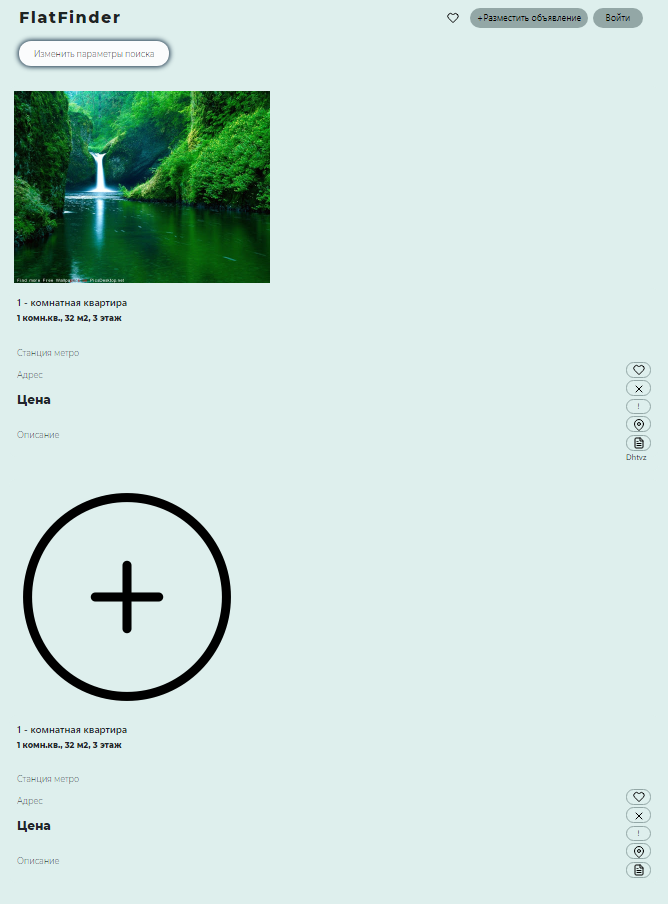 FlatFinder
+Разместить объявление
Войти
Изменить параметры поиска
Find more Free Wallpapers PicsDesktop.net
1 - комнатная квартира
1 комн.кв., 32 м2, 3 этаж
Станция метро
Адрес
Цена
!
Описание
Dhtvz
1 - комнатная квартира
1 комн.кв., 32 м2, 3 этаж
Станция метро
Адрес
Цена
!
Описание